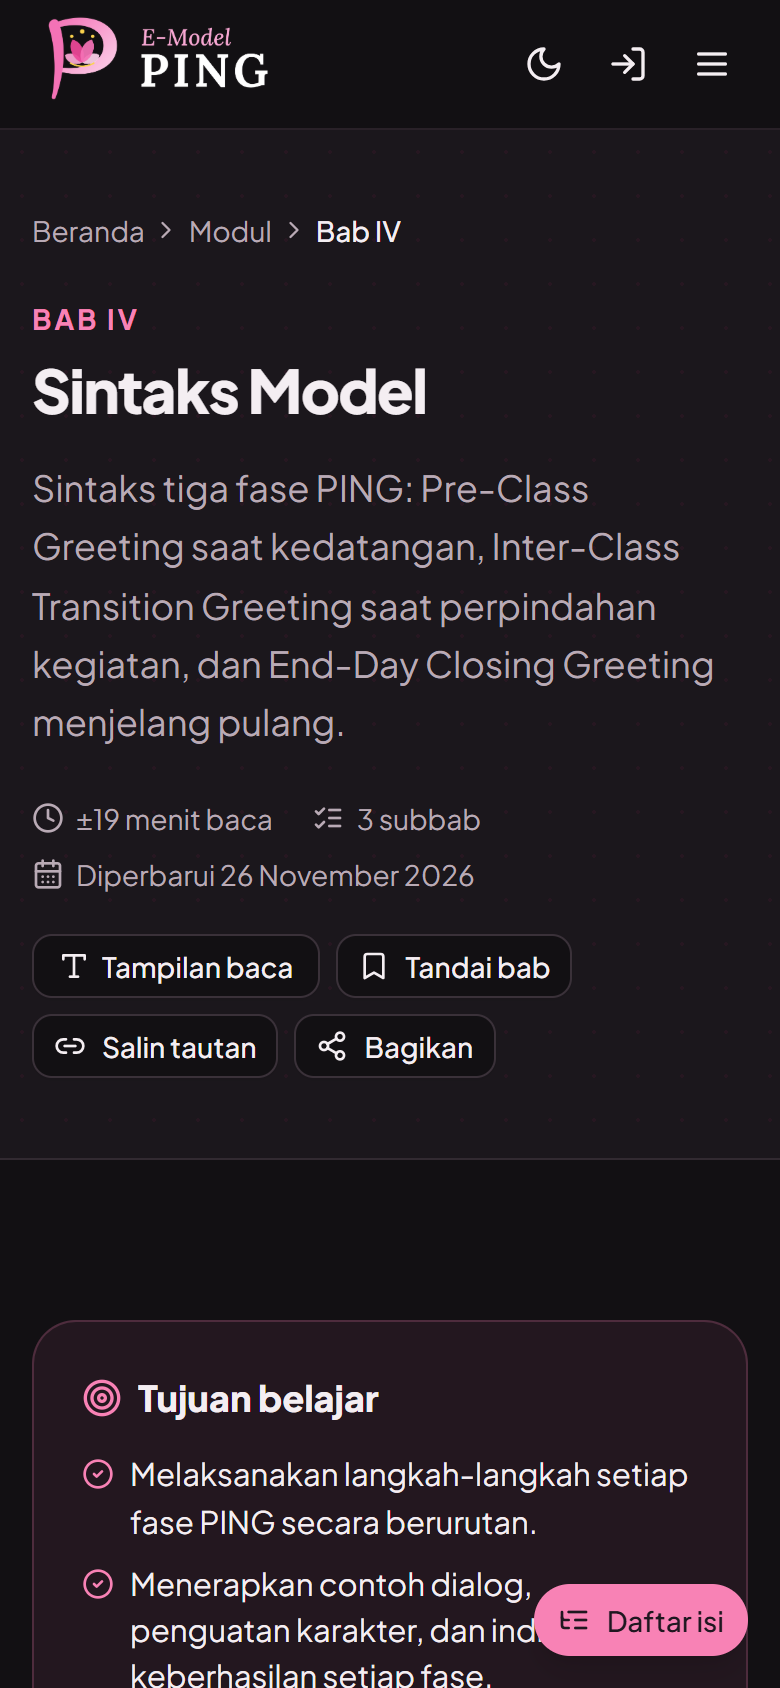 E-Model
PING
Beranda > Modul > Bab IV
BAB IV
Sintaks Model
Sintaks tiga fase PING: Pre-Class
Greeting saat kedatangan, Inter-Class
Transition Greeting saat perpindahan
kegiatan, dan End-Day Closing Greeting
menjelang pulang.
±19 menit baca
3 subbab
Diperbarui 26 November 2026
Tampilan baca
Tandai bab
Salin tautan
Bagikan
Tujuan belajar
Melaksanakan langkah-langkah setiap
fase PING secara berurutan.
Menerapkan contoh dialog,
penguatan karakter, dan
keberhasilan setiap fase.
Daftar isi